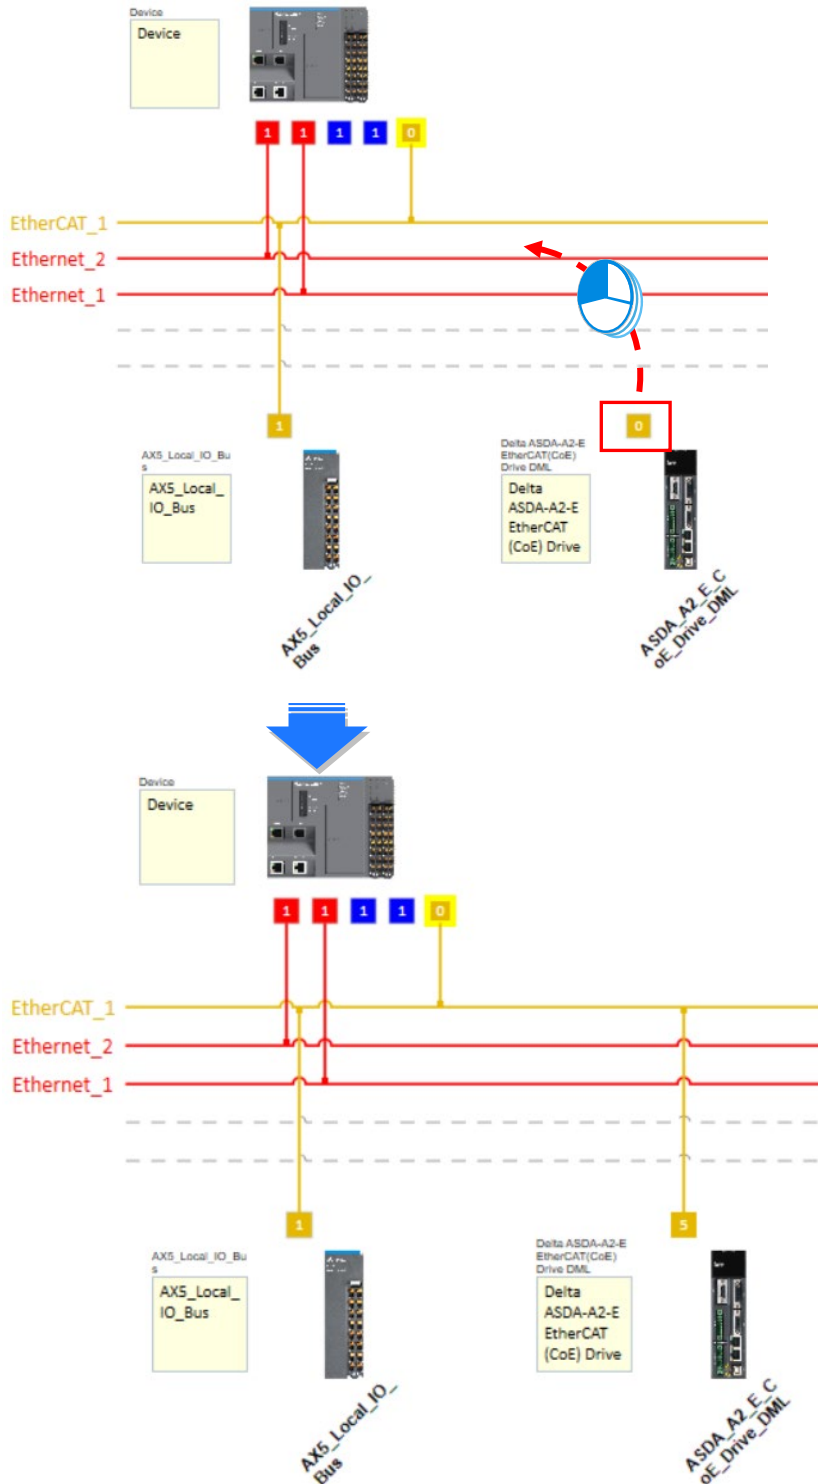 Device
Device
1 1 1 1 0
EtherCAT_1
Ethernet_2
Ethernet_1
1
0
AX5_Local_IO_Bu
s
AX5_Local_
IO_Bus
AX5_Local_IO_
Bus
Delta ASDA-A2-E
EtherCAT(CoE)
Drive DML
Delta
ASDA-A2-E
EtherCAT
(CoE) Drive
ASDA_A2_E_C
oE_Drive_DML
Device
Device
1 1 1 1 0
EtherCAT_1
Ethernet_2
Ethernet_1
1
5
AX5_Local_IO_Bu
s
AX5_Local_
IO_Bus
AX5_Local_IO_
Bus
Delta ASDA-A2-E
EtherCAT(CoE)
Drive DML
Delta
ASDA-A2-E
EtherCAT
(CoE) Drive
ASDA_A2_E_C
oE_Drive_DML